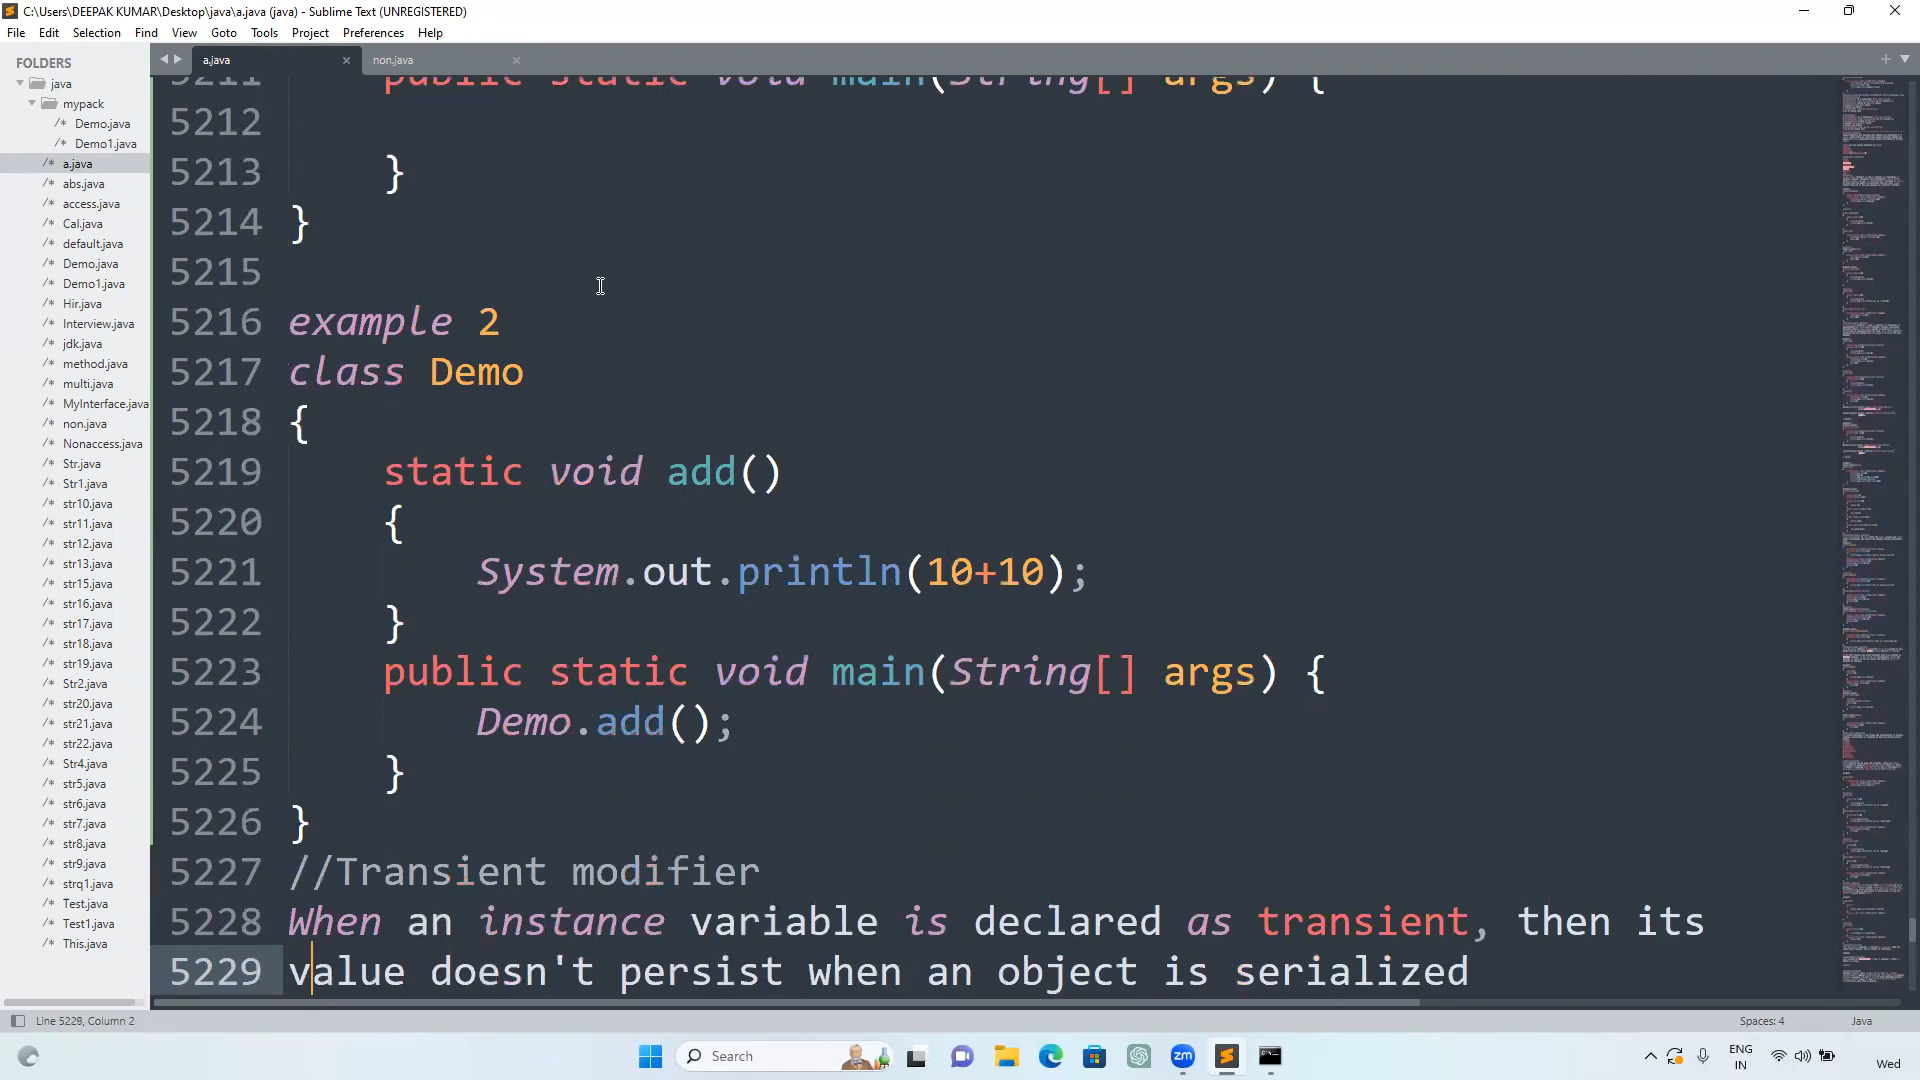 C:\Users\DEEPAK KUMAR\Desktop\java\a.java (java) - Sublime Text (UNREGISTERED)
File Edit Selection Find View Goto Tools Project Preferences Help
FOLDERS
java
mypack
/* Demo.java
/* Demo1.java
/* a.java
/* abs.java
/* access.java
/* Cal.java
/* default.java
/* Demo.java
/* Demo1.java
/* Hir.java
/* Interview.java
/* jdk.java
/* method.java
/* multi.java
/* MyInterface.java
/* non.java
/* Nonaccess.java
/* Str.java
/* Str1.java
/* str10.java
/* str11.java
/* str12.java
/* str13.java
/* str15.java
/* str16.java
/* str17.java
/* str18.java
/* str19.java
/* Str2.java
/* str20.java
/* str21.java
/* str22.java
/* Str4.java
/* str5.java
/* str6.java
/* str7.java
/* str8.java
/* str9.java
/* strq1.java
/* Test.java
/* Test1.java
/* This.java
a.java non.java
5211 public static void main(String[] args) {
5212
5213 }
5214 }
5215
5216 example 2
5217 class Demo
5218 {
5219 static void add()
5220 {
5221 System.out.println(10+10);
5222 }
5223 public static void main(String[] args) {
5224 Demo.add();
5225 }
5226 }
5227 //Transient modifier
5228 When an instance variable is declared as transient, then its
5229 value doesn't persist when an object is serialized
Line 5229, Column 2
Spaces: 4 Java
Search
zm
ENG
IN
Wed